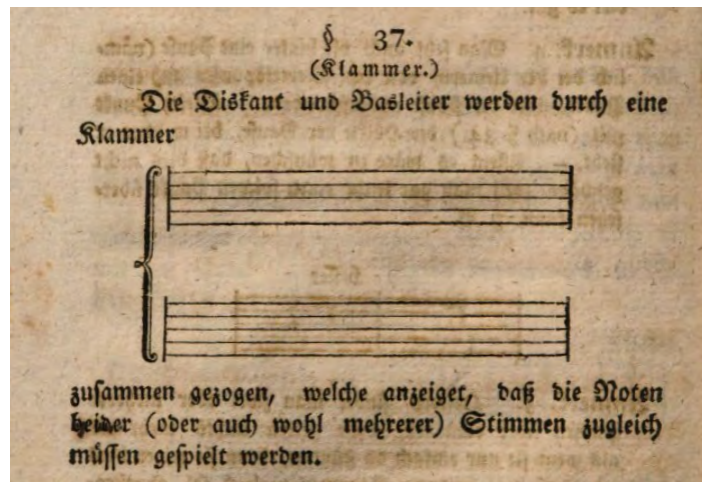 § 37.
(Klammer.)
Die Diskant und Basleiter werden durch eine
Klammer
zusammen gezogen, welche anzeiget, daß die Noten
beider (oder auch wohl mehrerer) Stimmen zugleich
müssen gespielt werden.